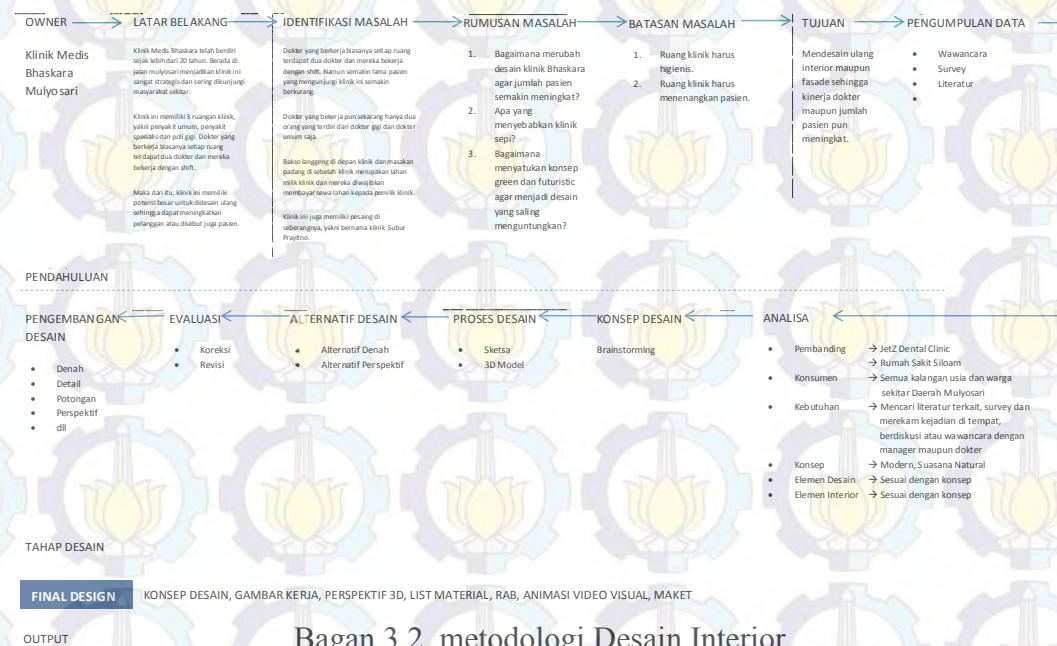 OWNER
Klinik Medis
Bhaskara
Mulyosari
LATAR BELAKANG
Klinik Medis Bhaskara telah berdiri
sejak lebih dari 20 tahun. Berada di
jalan mulyosari menjadikan klinik ini
sangat strategis dan sering dikunjungi
masyarakat sekitar.
Klinik ini memiliki 3 ruangan klinik,
yakni penyakit umum, penyakit
spesialis dan poli gigi. Dokter yang
berkerja biasanya setiap ruang
terdapat dua dokter dan mereka
bekerja dengan shift.
Maka dari itu, klinik ini memiliki
potensi besar untuk didesain ulang
sehingga dapat meningkatkan
pelanggan atau disebut juga pasien.
IDENTIFIKASI MASALAH
Dokter yang berkerja biasanya setiap ruang
terdapat dua dokter dan mereka bekerja
dengan shift. Namun semakin lama pasien
yang mengunjungi klinik ini semakin
berkurang.
Dokter yang bekerja pun sekarang hanya dua
orang yang terdiri dari dokter gigi dan dokter
umum saja.
Bakso langgeng di depan klinik dan masakan
padang di sebelah klinik merupakan lahan
milik klinik dan mereka diwajibkan
membayar sewa lahan kepada pemilik klinik.
Klinik ini juga memiliki pesaing di
seberangnya, yakni bernama klinik Subur
Prayitno.
RUMUSAN MASALAH
1. Bagaimana merubah
desain klinik Bhaskara
agar jumlah pasien
semakin meningkat?
2. Apa yang
menyebabkan klinik
sepi?
3. Bagaimana
menyatukan konsep
green dan futuristic
agar menjadi desain
yang saling
menguntungkan?
BATASAN MASALAH
1. Ruang klinik harus
higienis.
2. Ruang klinik harus
menenangkan pasien.
TUJUAN
Mendesain ulang
interior maupun
fasade sehingga
kinerja dokter
maupun jumlah
pasien pun
meningkat.
PENGUMPULAN DATA
• Wawancara
• Survey
• Literatur
•
PENDAHULUAN
PENGEMBANGAN
DESAIN
• Denah
• Detail
• Potongan
• Perspektif
• dll
EVALUASI
• Koreksi
• Revisi
ALTERNATIF DESAIN
• Alternatif Denah
• Alternatif Perspektif
PROSES DESAIN
• Sketsa
• 3D Model
KONSEP DESAIN
Brainstorming
ANALISA
• Pembanding → JetZ Dental Clinic
→ Rumah Sakit Siloam
• Konsumen → Semua kalangan usia dan warga
sekitar Daerah Mulyosari
• Kebutuhan → Mencari literatur terkait, survey dan
merekam kejadian di tempat,
berdiskusi atau wawancara dengan
manager maupun dokter
• Konsep → Modern, Suasana Natural
• Elemen Desain → Sesuai dengan konsep
• Elemen Interior → Sesuai dengan konsep
TAHAP DESAIN
FINAL DESIGN KONSEP DESAIN, GAMBAR KERJA, PERSPEKTIF 3D, LIST MATERIAL, RAB, ANIMASI VIDEO VISUAL, MAKET
OUTPUT
Bagan 3.2. metodologi Desain Interior